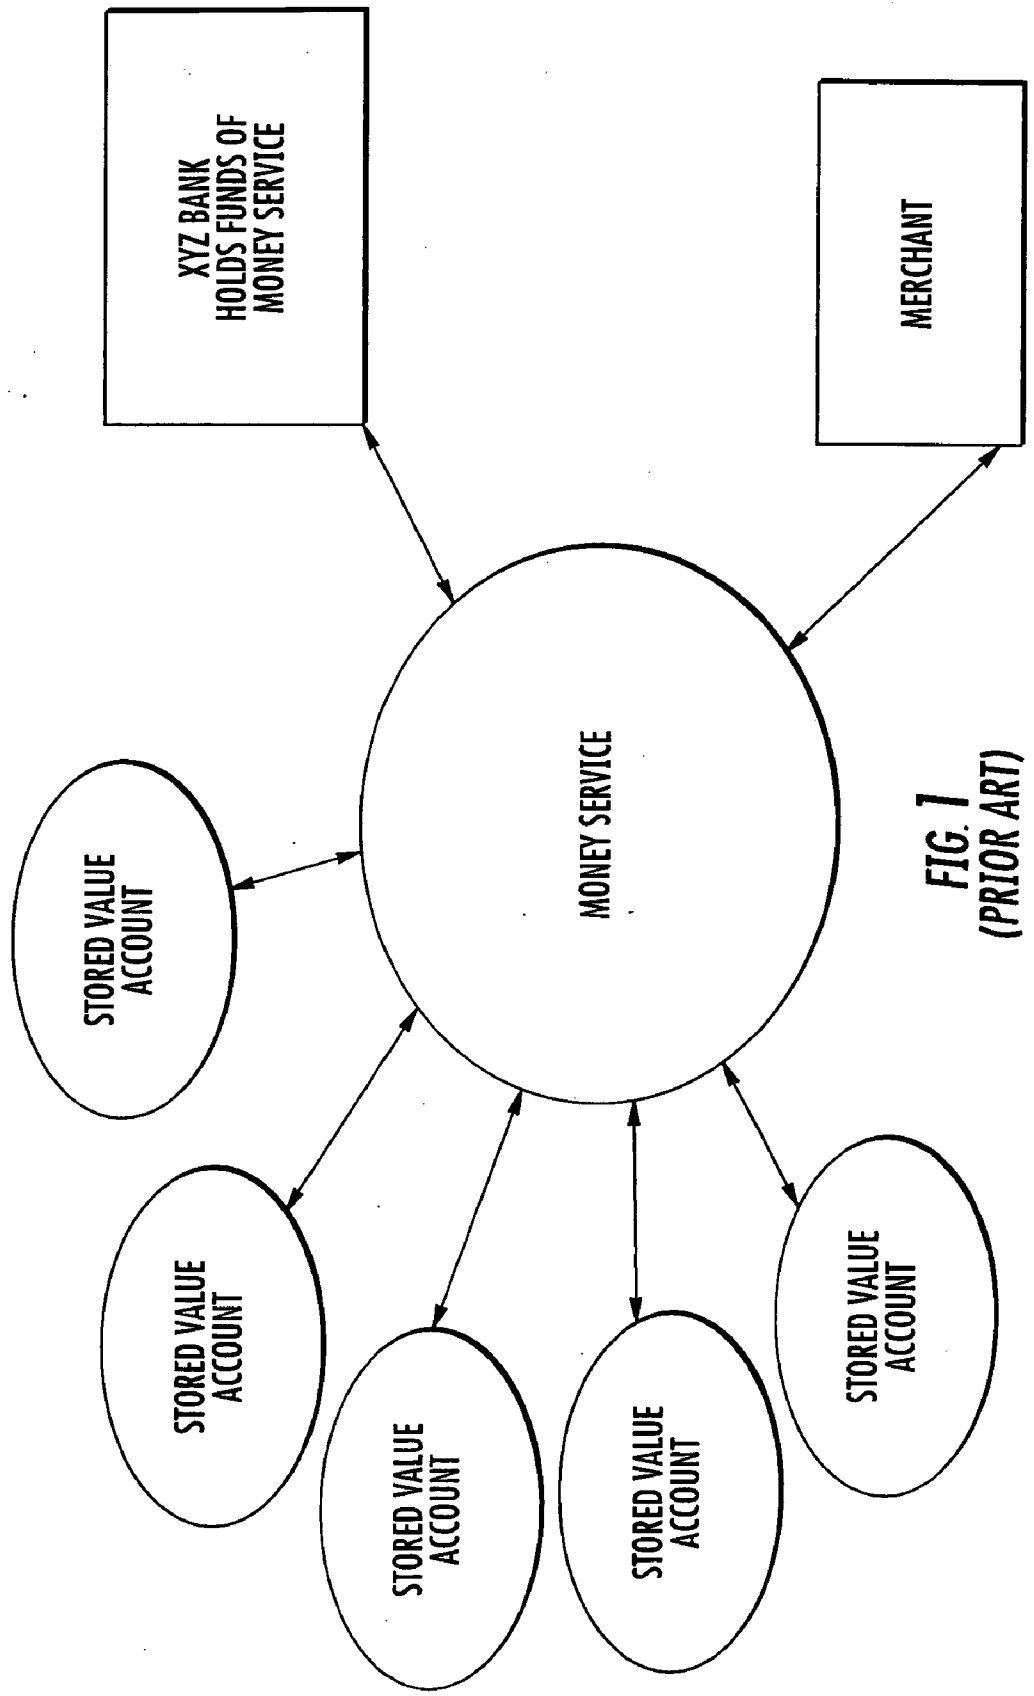 STORED VALUE
ACCOUNT
STORED VALUE
ACCOUNT
STORED VALUE
ACCOUNT
STORED VALUE
ACCOUNT
STORED VALUE
ACCOUNT
MONEY SERVICE
XYZ BANK
HOLDS FUNDS OF
MONEY SERVICE
MERCHANT
FIG. 1
(PRIOR ART)